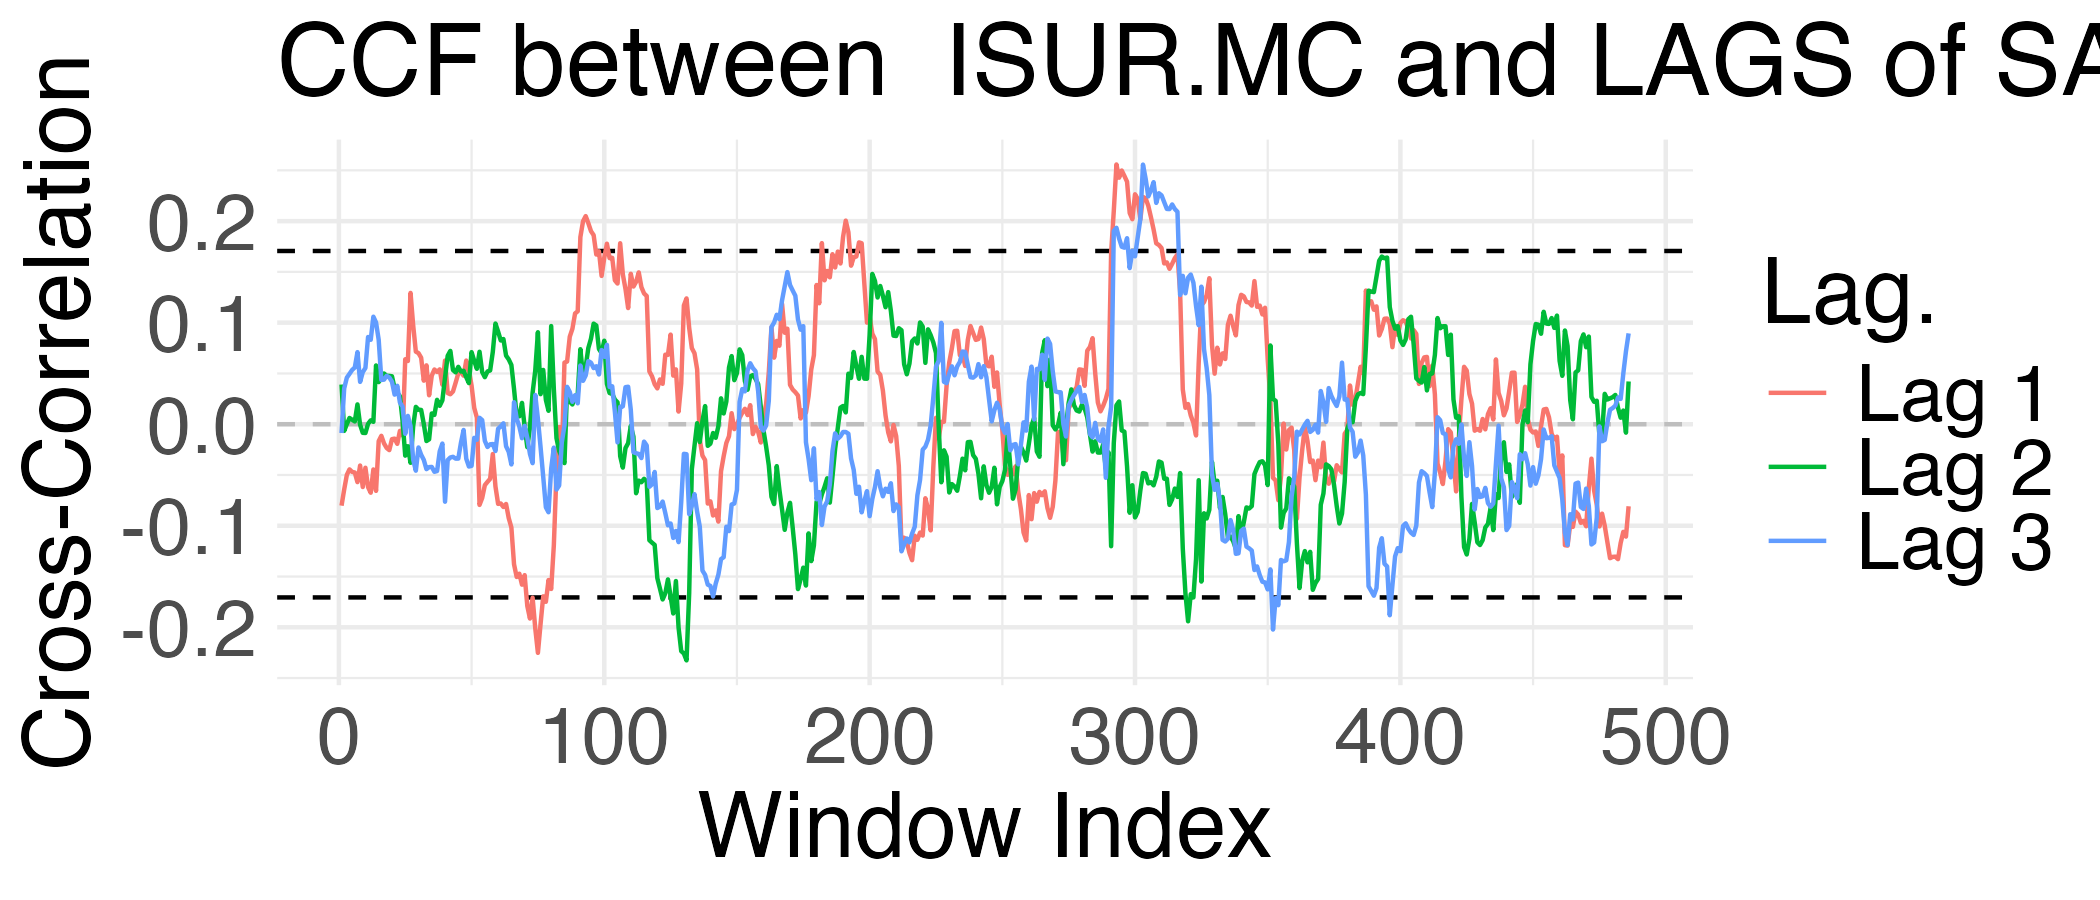 CCF between  ISUR.MC and LAGS of SA
Cross-Correlation
0.2
0.1
0.0
-0.1
-0.2
0 100 200 300 400 500
Window Index
Lag.
Lag 1
Lag 2
Lag 3